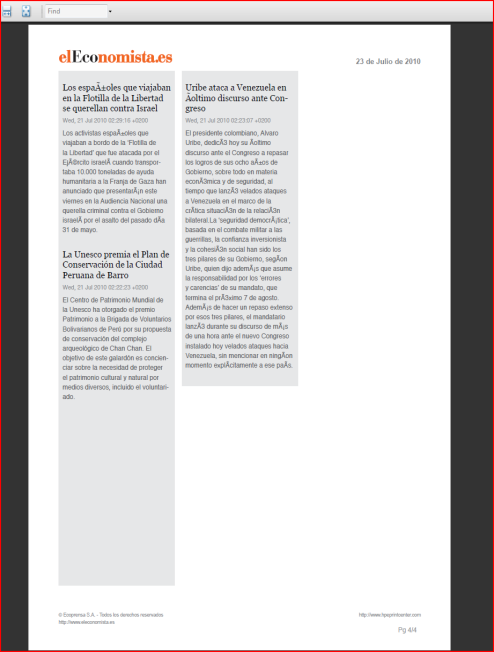 Find
elEconomista.es
23 de Julio de 2010
Los espaÃ±oles que viajaban
en la Flotilla de la Libertad
se querellan contra Israel
Wed, 21 Jul 2010 02:29:16 +0200
Los activistas espaÃ±oles que
viajaban a bordo de la 'Flotilla de
la Libertad' que fue atacada por el
EjÃ©rcito israelÃ­ cuando transpor-
taba 10.000 toneladas de ayuda
humanitaria a la Franja de Gaza han
anunciado que presentarÃ¡n este
viernes en la Audiencia Nacional una
querella criminal contra el Gobierno
israelÃ­ por el asalto del pasado dÃ­a
31 de mayo.
La Unesco premia el Plan de
Conservación de la Ciudad
Peruana de Barro
Wed, 21 Jul 2010 02:22:23 +0200
El Centro de Patrimonio Mundial de
la Unesco ha otorgado el premio
Patrimonio a la Brigada de Voluntarios
Bolivarianos de Perú por su propuesta
de conservación del complejo
arqueológico de Chan Chan. El
objetivo de este galardón es concien-
ciar sobre la necesidad de proteger
el patrimonio cultural y natural por
medios diversos, incluido el voluntari-
ado.
Uribe ataca a Venezuela en
Ãºltimo discurso ante Con-
greso
Wed, 21 Jul 2010 02:23:07 +0200
El presidente colombiano, Alvaro
Uribe, dedicÃ³ hoy su Ãºltimo
discurso ante el Congreso a repasar
los logros de sus ocho aÃ±os de
Gobierno, sobre todo en materia
econÃ³mica y de seguridad, al
tiempo que lanzÃ³ velados ataques
a Venezuela en el marco de la
crÃ­tica situaciÃ³n de la relaciÃ³n
bilateral.La 'seguridad democrÃ¡tica',
basada en el combate militar a las
guerrillas, la confianza inversionista
y la cohesiÃ³n social han sido los
tres pilares de su Gobierno, segÃºn
Uribe, quien dijo ademÃ¡s que asume
la responsabilidad por los 'errores
y carencias' de su mandato, que
termina el prÃ³ximo 7 de agosto.
AdemÃ¡s de hacer un repaso extenso
por esos tres pilares, el mandatario
lanzÃ³ durante su discurso de mÃ¡s
de una hora ante el nuevo Congreso
instalado hoy velados ataques hacia
Venezuela, sin mencionar en ningÃºn
momento explÃ­citamente a ese paÃ­s.
© Ecoprensa S.A. - Todos los derechos reservados
http://www.eleconomista.es
http://www.hpeprintcenter.com
Pg 4/4